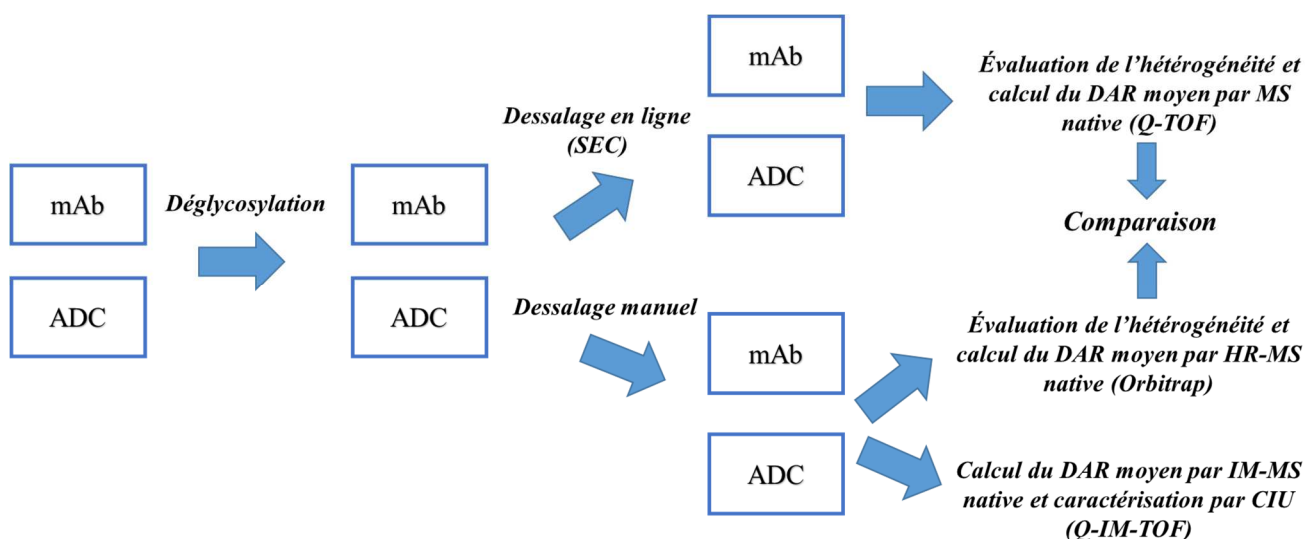 mAb
ADC
Déglycosylation
mAb
ADC
Dessalage en ligne
(SEC)
mAb
ADC
Évaluation de l’hétérogénéité et
calcul du DAR moyen par MS
native (Q-TOF)
Comparaison
Dessalage manuel
mAb
ADC
Évaluation de l’hétérogénéité et
calcul du DAR moyen par HR-MS
native (Orbitrap)
Calcul du DAR moyen par IM-MS
native et caractérisation par CIU
(Q-IM-TOF)